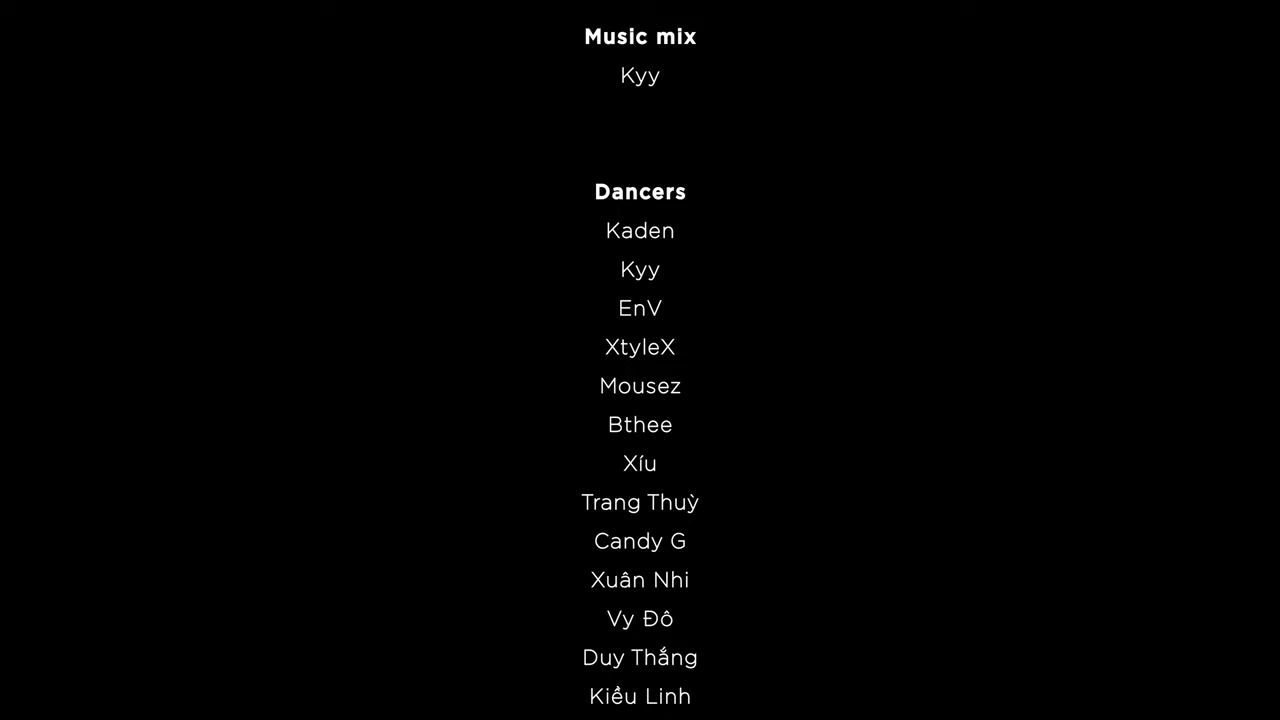 Music mix
Kyy
Dancers
Kaden
Kyy
EnV
XtyleX
Mousez
Bthee
Xíu
Trang Thuỳ
Candy G
Xuân Nhi
Vy Đô
Duy Thắng
Kiều Linh